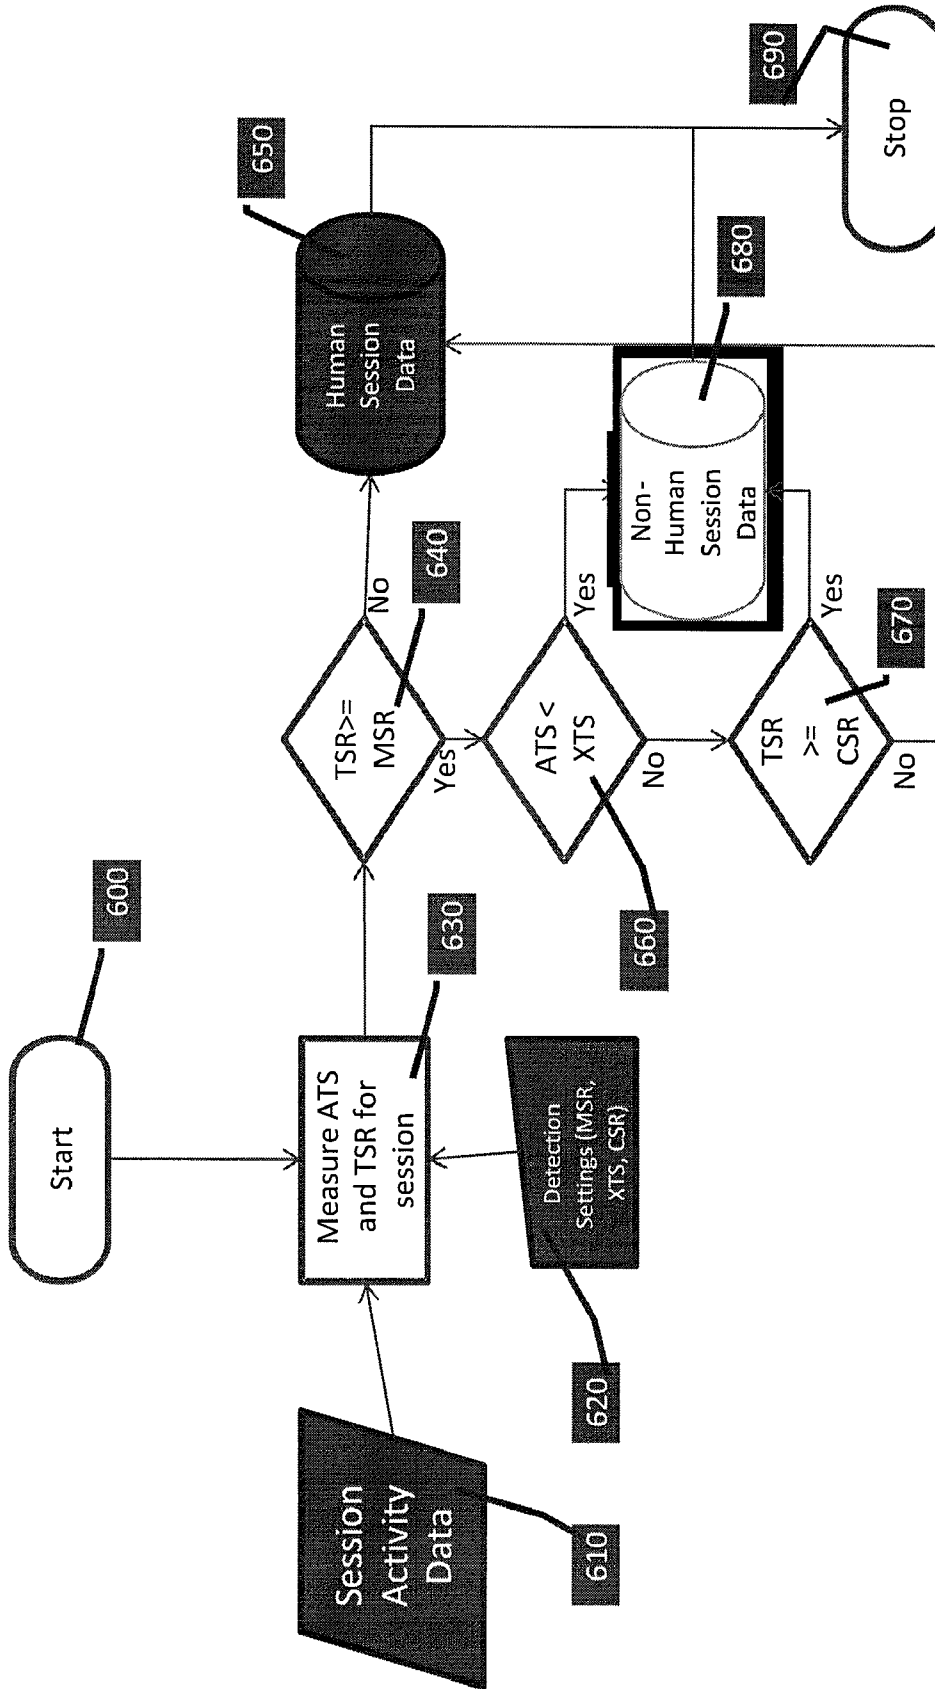 Start
600
Session
Activity
Data
610
Measure ATS
and TSR for
session
630
Detection
Settings (MSR,
XTS, CSR)
620
TSR>=
MSR
640
No
Yes
Human
Session
Data
650
ATS <
XTS
660
Yes
No
Non-
Human
Session
Data
680
TSR
>=
CSR
670
Yes
No
Stop
690